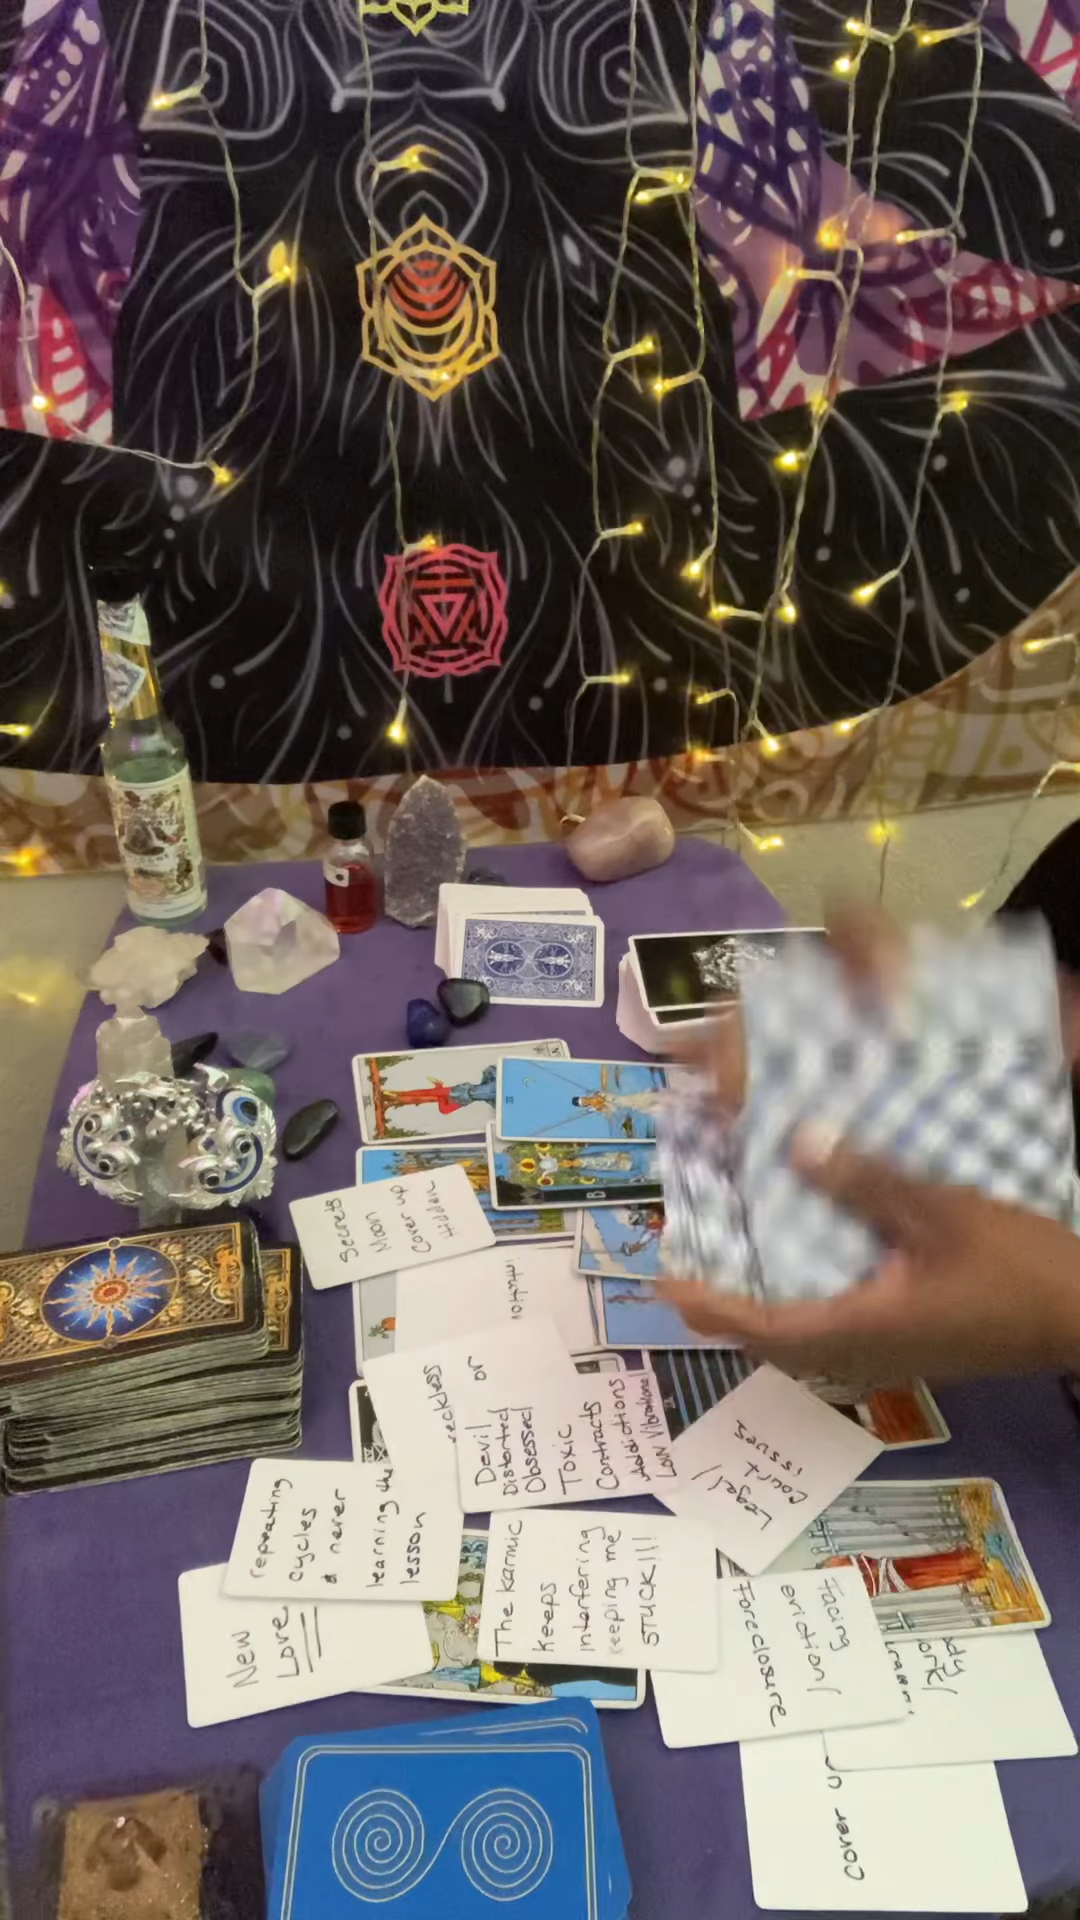 Secrets
Moon
Cover up
Hidden
reckless
Devil or
Distorted
Obsessed
Toxic
Contracts
Addictions
Low Vibrational
Legal/
court
issues
repeating
cycles
& never
learning the
lesson
New
Love
The Karmic
keeps
Interfering
keeping me
STUCK!!!
Facing
eviction/
foreclosure
Cover